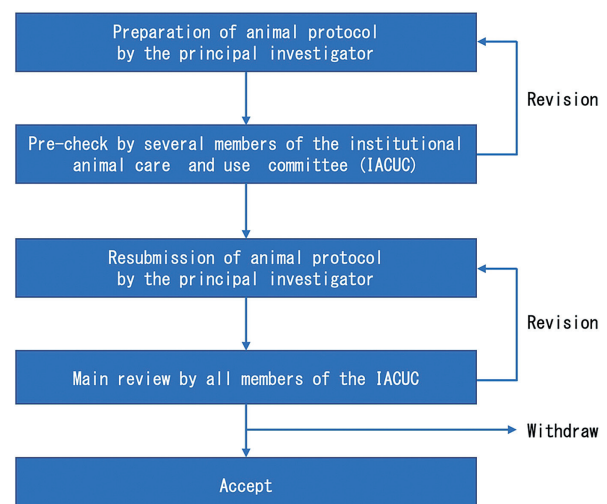 Preparation of animal protocol
by the principal investigator
Revision
Pre-check by several members of the institutional
animal care and use committee (IACUC)
Resubmission of animal protocol
by the principal investigator
Revision
Main review by all members of the IACUC
Withdraw
Accept